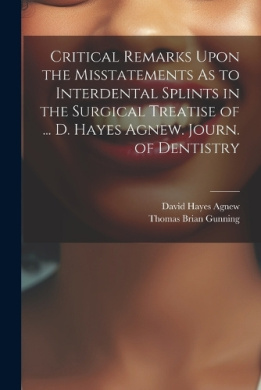 Critical Remarks Upon
the Misstatements As to
Interdental Splints in
the Surgical Treatise of
... D. Hayes Agnew. Journ.
of Dentistry
David Hayes Agnew
Thomas Brian Gunning